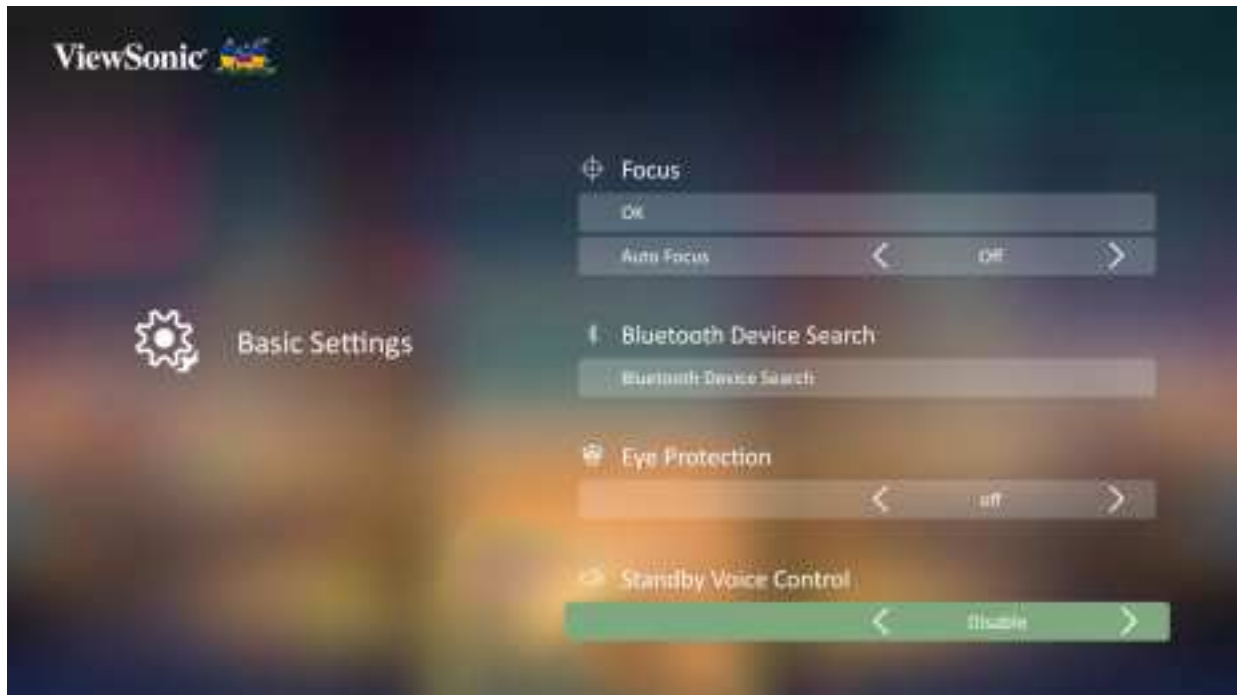 ViewSonic
Focus
OK
Auto Focus Off
Basic Settings
Bluetooth Device Search
Bluetooth Device Search
Eye Protection
off
Standby Voice Control
Disable